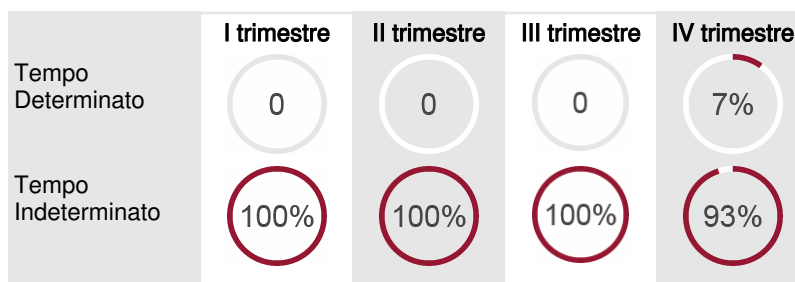 I trimestre II trimestre III trimestre IV trimestre
Tempo
Determinato
0 0 0 7%
Tempo
Indeterminato
100% 100% 100% 93%